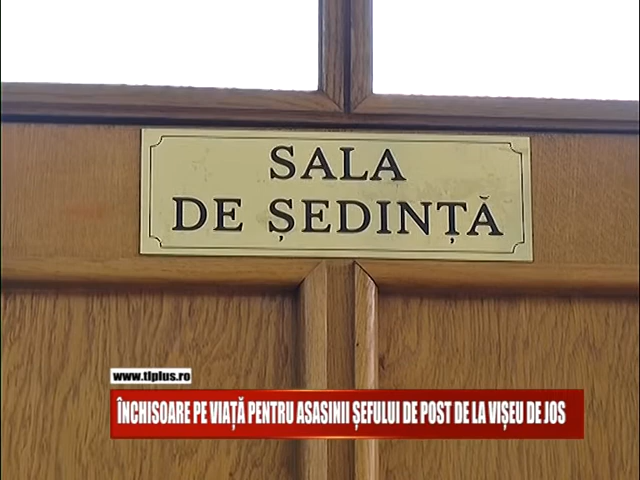 SALA
DE ȘEDINȚĂ
www.tlplus.ro
ÎNCHISOARE PE VIAȚĂ PENTRU ASASINII ȘEFULUI DE POST DE LA VIȘEU DE JOS